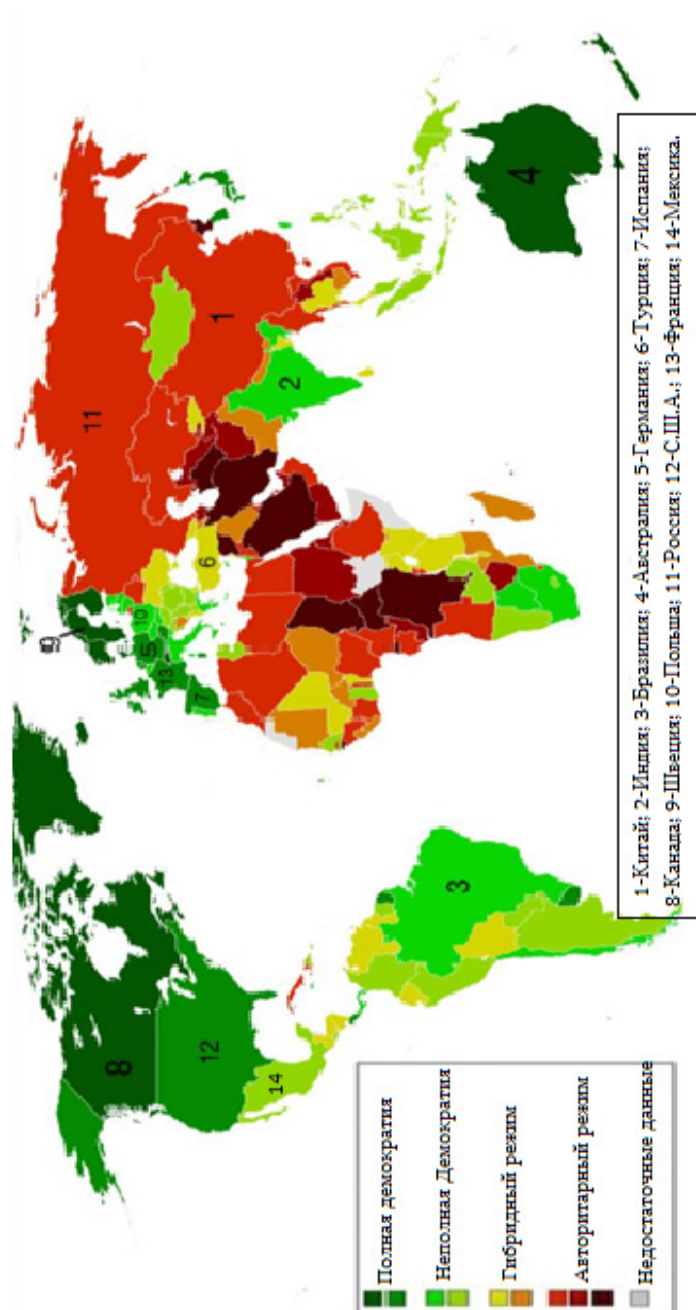 11
9
10
5
13
7
6
1
2
4
8
12
14
3
Полная демократия
Неполная Демократия
Гибридный режим
Авторитарный режим
Недостаточные данные
1-Китай; 2-Индия; 3-Бразилия; 4-Австралия; 5-Германия; 6-Турция; 7-Испания;
8-Канада; 9-Швеция; 10-Польша; 11-Россия; 12-С.Ш.А.; 13-Франция; 14-Мексика.